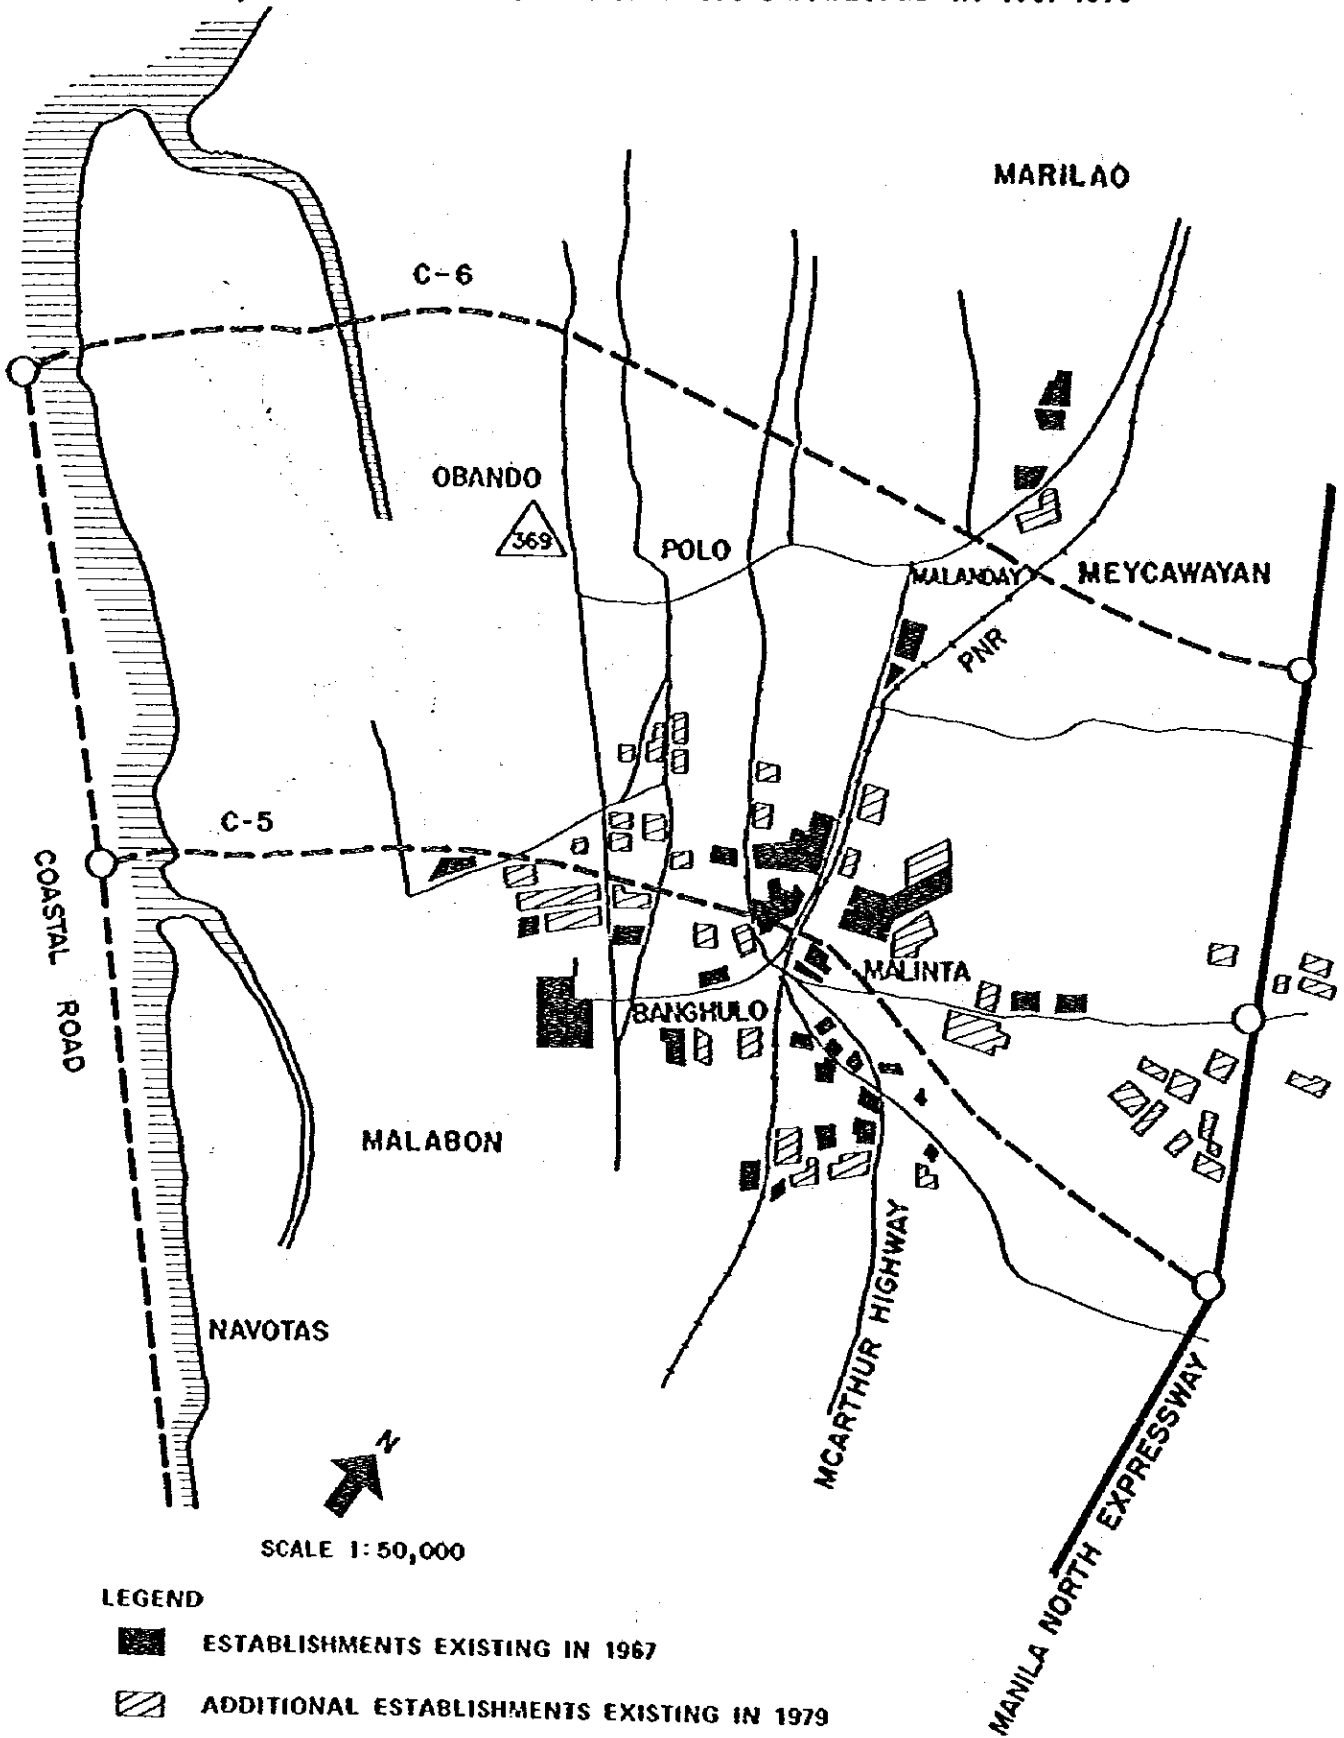 MARILAO
C-6
OBANDO
369
POLO
MALANDAY
MEYCAWAYAN
PNR
C-5
COASTAL ROAD
MALINTA
BANGHULO
MALABON
NAVOTAS
MCARTHUR HIGHWAY
MANILA NORTH EXPRESSWAY
N
SCALE 1:50,000
LEGEND
ESTABLISHMENTS EXISTING IN 1967
ADDITIONAL ESTABLISHMENTS EXISTING IN 1979